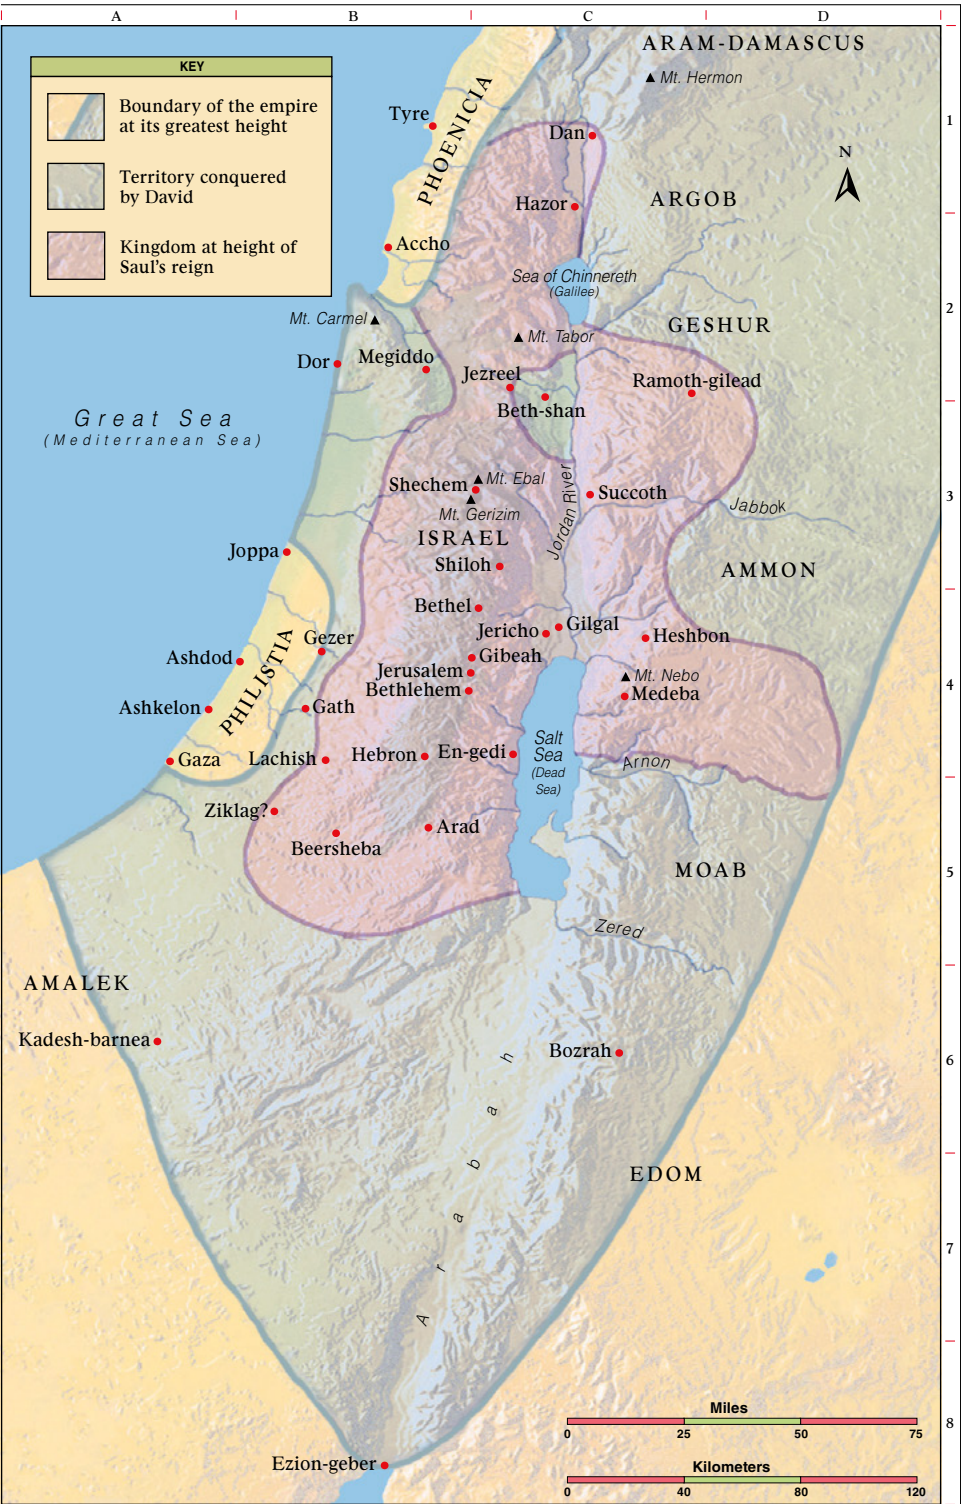 A
B
C
D
KEY
Boundary of the empire
at its greatest height
Territory conquered
by David
Kingdom at height of
Saul's reign
ARAM-DAMASCUS
Mt. Hermon
Tyre
PHOENICIA
1
Dan
N
ARGOB
Hazor
Accho
Sea of Chinnereth
(Galilee)
2
Mt. Carmel
GESHUR
Mt. Tabor
Dor
Megiddo
Jezreel
Ramoth-gilead
Beth-shan
Great Sea
(Mediterranean Sea)
Mt. Ebal
Shechem
Succoth
3
Mt. Gerizim
Jordan River
Jabbok
ISRAEL
Joppa
Shiloh
AMMON
Bethel
Gilgal
Jericho
Heshbon
Gezer
Gibeah
Ashdod
PHILISTIA
Jerusalem
Mt. Nebo
4
Bethlehem
Medeba
Ashkelon
Gath
Salt
Sea
(Dead
Sea)
Gaza
Lachish
Hebron
En-gedi
Arnon
Ziklag?
Arad
Beersheba
MOAB
5
Zered
AMALEK
Kadesh-barnea
Bozrah
6
Arabah
EDOM
7
Miles
0 25 50 75
8
Ezion-geber
Kilometers
0 40 80 120